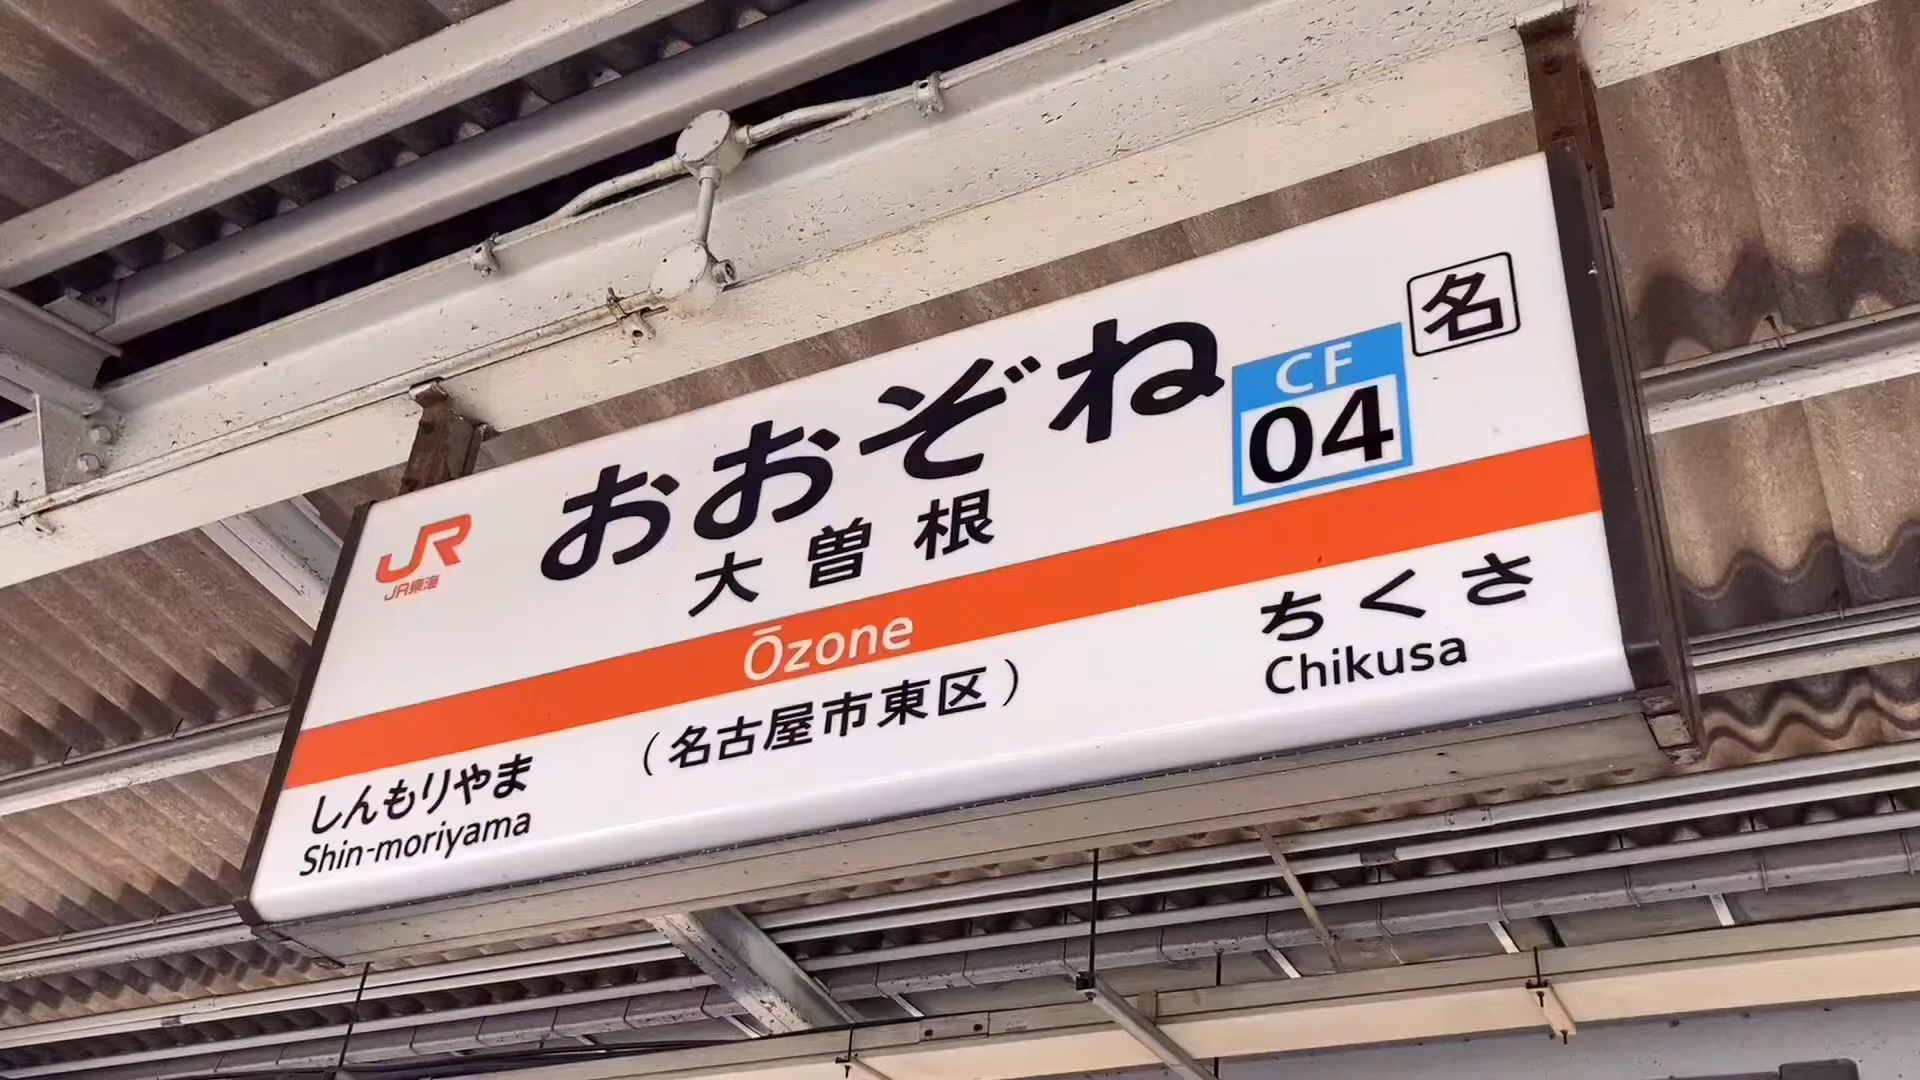 JR
JR東海
おおぞね
CF
04
名
大曽根
Ōzone
しんもりやま
Shin-moriyama
(名古屋市東区)
ちくさ
Chikusa